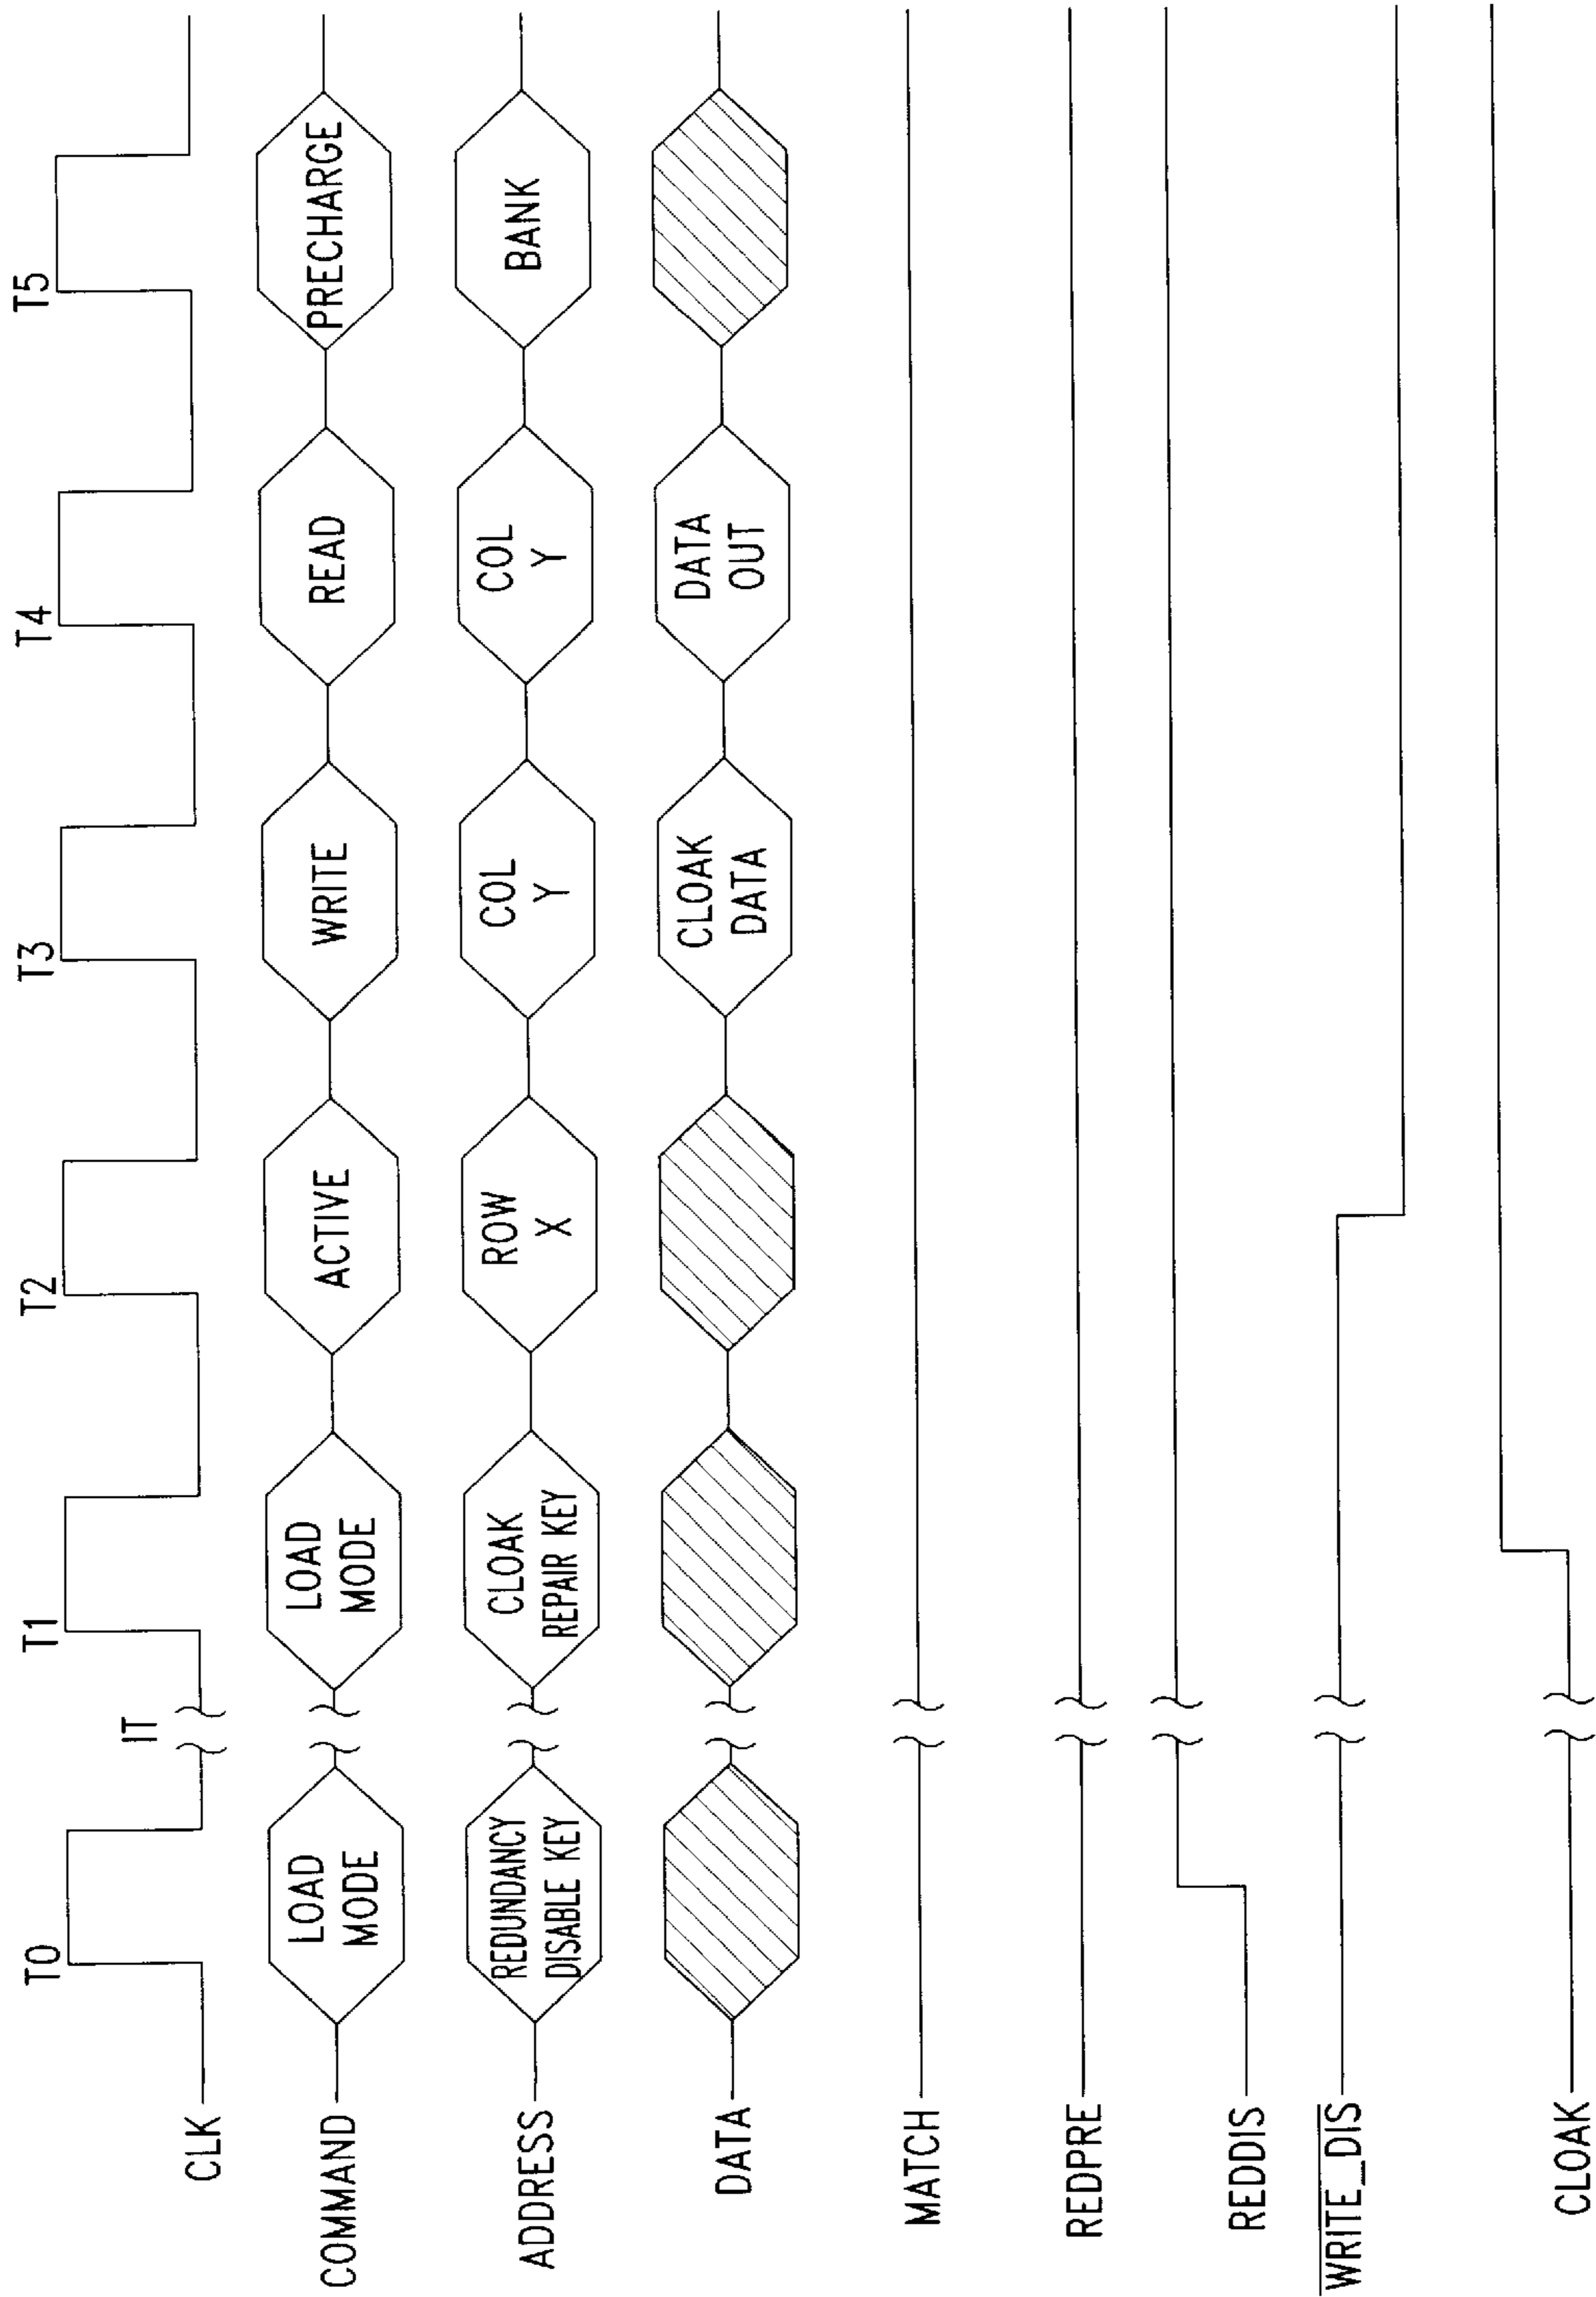 T0
IT
T1
T2
T3
T4
T5
CLK
COMMAND
LOAD
MODE
LOAD
MODE
ACTIVE
WRITE
READ
PRECHARGE
ADDRESS
REDUNDANCY
DISABLE KEY
CLOAK
REPAIR KEY
ROW
X
COL
Y
COL
Y
BANK
DATA
CLOAK
DATA
DATA
OUT
MATCH
REDPRE
REDDIS
WRITE_DIS
CLOAK